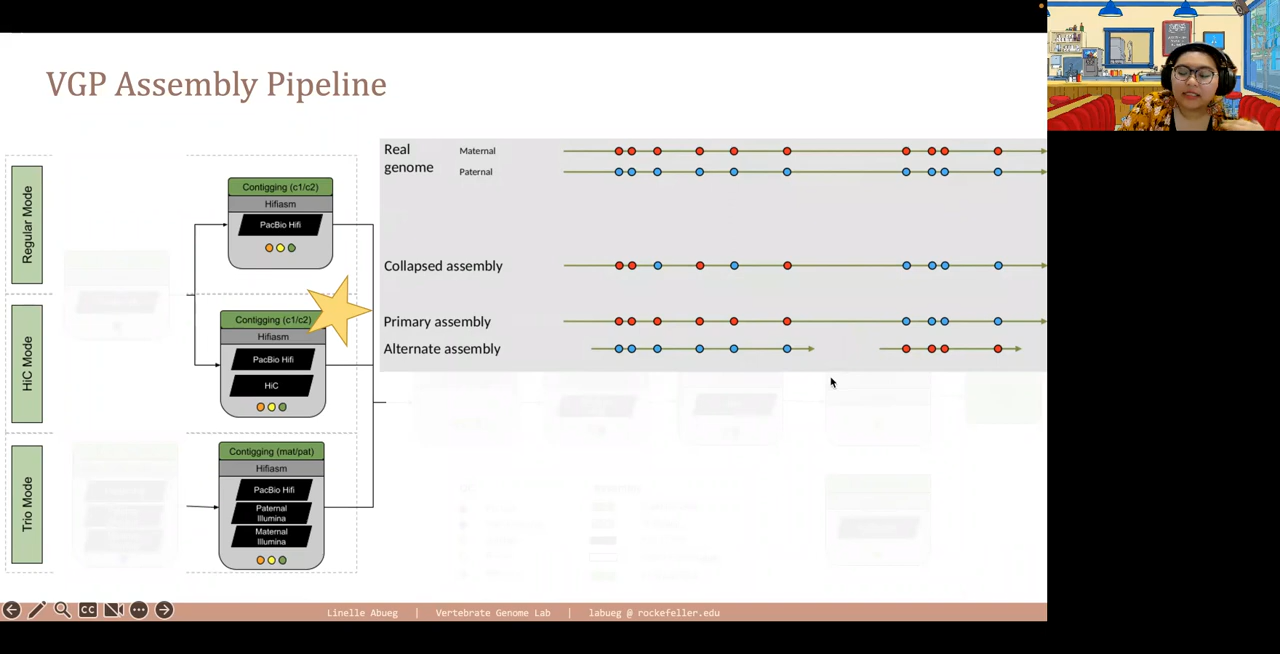 VGP Assembly Pipeline
Regular Mode
HiC Mode
Trio Mode
Contigging (c1/c2)
Hifiasm
PacBio Hifi
Contigging (c1/c2)
Hifiasm
PacBio Hifi
HiC
Contigging (mat/pat)
Hifiasm
PacBio Hifi
Paternal
Illumina
Maternal
Illumina
Real
genome
Maternal
Paternal
Collapsed assembly
Primary assembly
Alternate assembly
Linelle Abueg | Vertebrate Genome Lab | labueg @ rockefeller.edu
CC